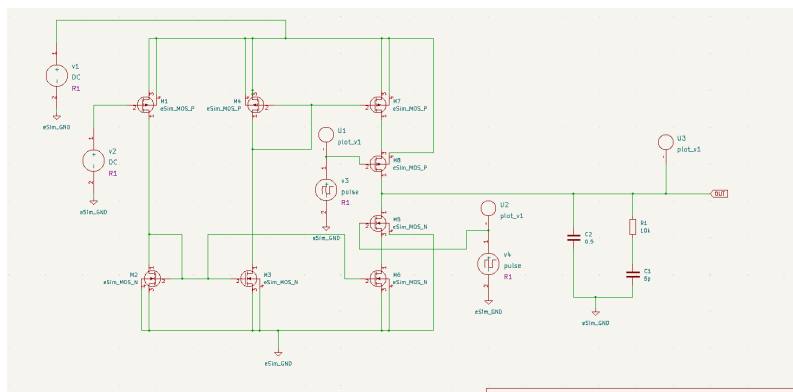 v1
DC
R1
eSim_GND
v2
DC
R1
eSim_GND
M1
eSim_MOS_P
M4
eSim_MOS_P
M7
eSim_MOS_P
U1
plot_v1
M8
eSim_MOS_P
v3
pulse
R1
eSim_GND
U2
plot_v1
M5
eSim_MOS_N
v4
pulse
R1
eSim_GND
U3
plot_v1
OUT
C2
0.5
R1
10k
C1
5p
eSim_GND
M2
eSim_MOS_N
M3
eSim_MOS_N
M6
eSim_MOS_N
eSim_GND